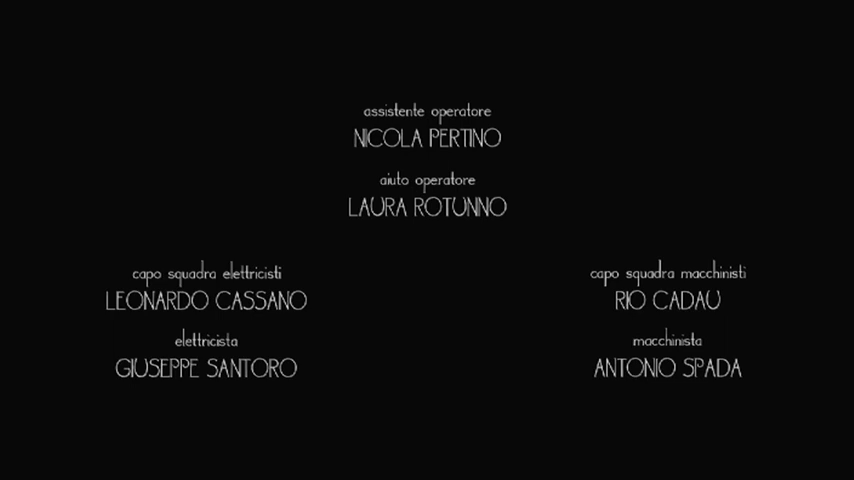 assistente operatore
NICOLA PERTINO
aiuto operatore
LAURA ROTUNNO
capo squadra elettricisti
LEONARDO CASSANO
elettricista
GIUSEPPE SANTORO
capo squadra macchinisti
RIO CADAU
macchinista
ANTONIO SPADA